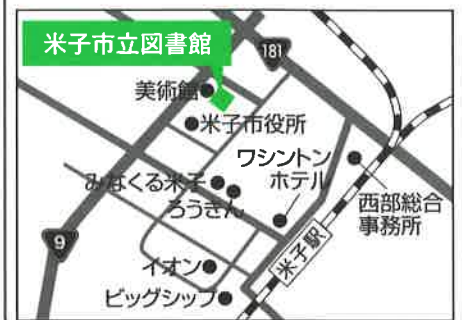 米子市立図書館
181
美術館
米子市役所
ワシントン
ホテル
みなくる米子
ろうきん
西部総合
事務所
米子駅
9
イオン
ビッグシップ